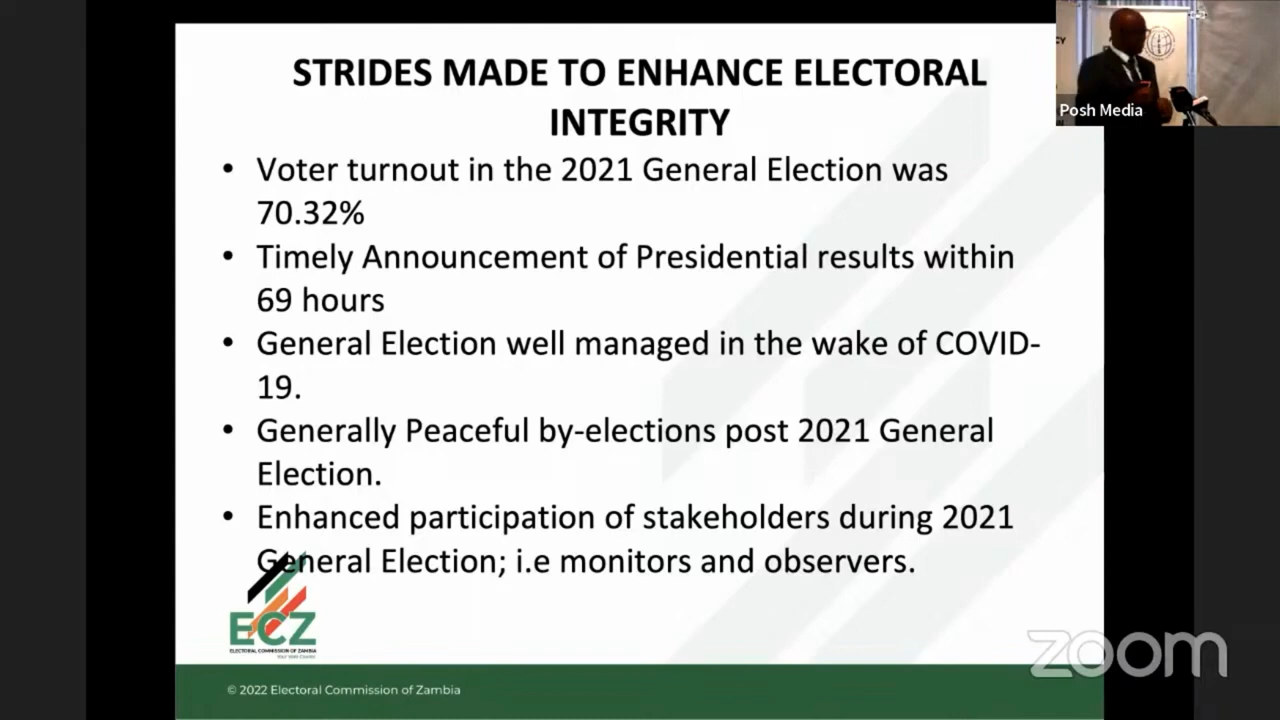 STRIDES MADE TO ENHANCE ELECTORAL
INTEGRITY
• Voter turnout in the 2021 General Election was
70.32%
• Timely Announcement of Presidential results within
69 hours
• General Election well managed in the wake of COVID-
19.
• Generally Peaceful by-elections post 2021 General
Election.
• Enhanced participation of stakeholders during 2021
General Election; i.e monitors and observers.
ECZ
ELECTORAL COMMISSION OF ZAMBIA
© 2022 Electoral Commission of Zambia
Posh Media
zoom